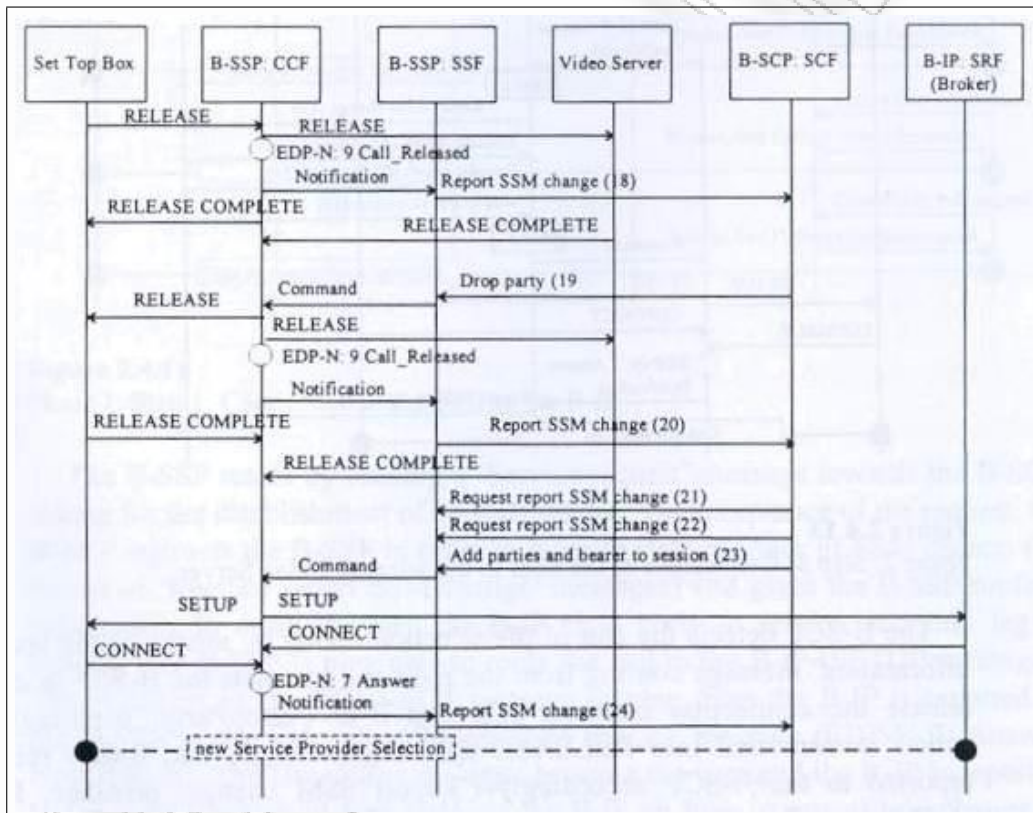 Set Top Box
B-SSP: CCF
B-SSP: SSF
Video Server
B-SCP: SCF
B-IP: SRF
(Broker)
RELEASE
RELEASE
EDP-N: 9 Call_Released
Notification
Report SSM change (18)
RELEASE COMPLETE
RELEASE COMPLETE
Drop party (19
Command
RELEASE
RELEASE
EDP-N: 9 Call_Released
Notification
RELEASE COMPLETE
Report SSM change (20)
RELEASE COMPLETE
Request report SSM change (21)
Request report SSM change (22)
Add parties and bearer to session (23)
Command
SETUP
SETUP
CONNECT
CONNECT
EDP-N: 7 Answer
Notification
Report SSM change (24)
new Service Provider Selection